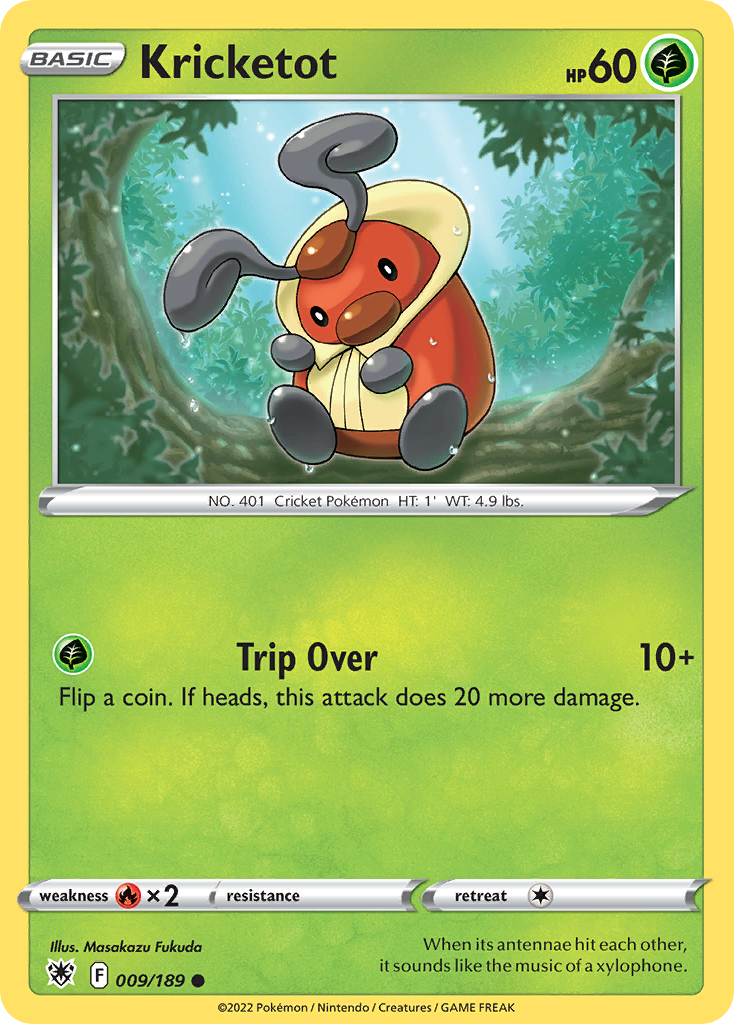 BASIC Kricketot HP60
NO. 401 Cricket Pokémon HT: 1' WT: 4.9 lbs.
Trip Over 10+
Flip a coin. If heads, this attack does 20 more damage.
weakness ×2 resistance retreat
Illus. Masakazu Fukuda
When its antennae hit each other,
it sounds like the music of a xylophone.
F 009/189
©2022 Pokémon / Nintendo / Creatures / GAME FREAK